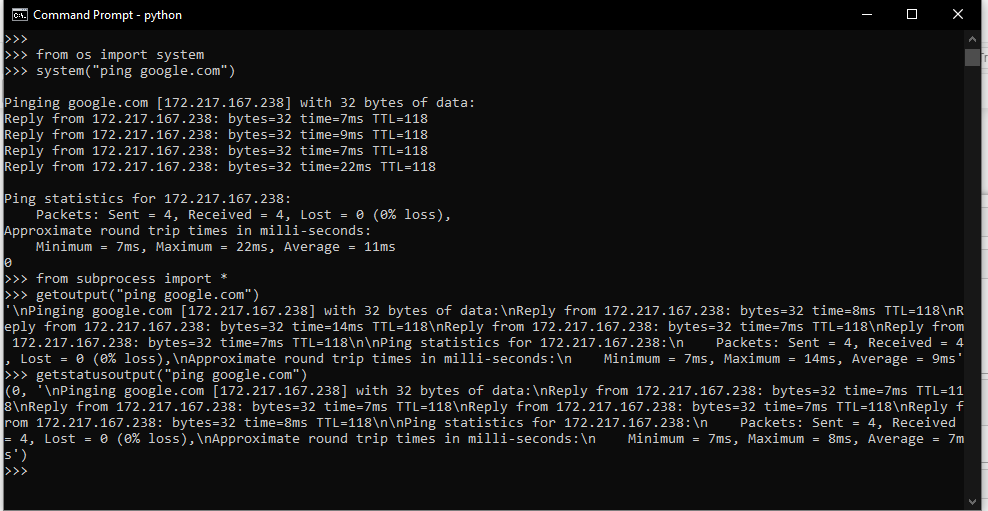 Command Prompt - python
>>>
>>> from os import system
>>> system("ping google.com")
Pinging google.com [172.217.167.238] with 32 bytes of data:
Reply from 172.217.167.238: bytes=32 time=7ms TTL=118
Reply from 172.217.167.238: bytes=32 time=9ms TTL=118
Reply from 172.217.167.238: bytes=32 time=7ms TTL=118
Reply from 172.217.167.238: bytes=32 time=22ms TTL=118
Ping statistics for 172.217.167.238:
    Packets: Sent = 4, Received = 4, Lost = 0 (0% loss),
Approximate round trip times in milli-seconds:
    Minimum = 7ms, Maximum = 22ms, Average = 11ms
0
>>> from subprocess import *
>>> getoutput("ping google.com")
'\nPinging google.com [172.217.167.238] with 32 bytes of data:\nReply from 172.217.167.238: bytes=32 time=8ms TTL=118\nR
eply from 172.217.167.238: bytes=32 time=14ms TTL=118\nReply from 172.217.167.238: bytes=32 time=7ms TTL=118\nReply from
 172.217.167.238: bytes=32 time=7ms TTL=118\n\nPing statistics for 172.217.167.238:\n    Packets: Sent = 4, Received = 4
, Lost = 0 (0% loss),\nApproximate round trip times in milli-seconds:\n    Minimum = 7ms, Maximum = 14ms, Average = 9ms'
>>> getstatusoutput("ping google.com")
(0, '\nPinging google.com [172.217.167.238] with 32 bytes of data:\nReply from 172.217.167.238: bytes=32 time=7ms TTL=11
8\nReply from 172.217.167.238: bytes=32 time=7ms TTL=118\nReply from 172.217.167.238: bytes=32 time=7ms TTL=118\nReply f
rom 172.217.167.238: bytes=32 time=8ms TTL=118\n\nPing statistics for 172.217.167.238:\n    Packets: Sent = 4, Received 
= 4, Lost = 0 (0% loss),\nApproximate round trip times in milli-seconds:\n    Minimum = 7ms, Maximum = 8ms, Average = 7m
s')
>>>